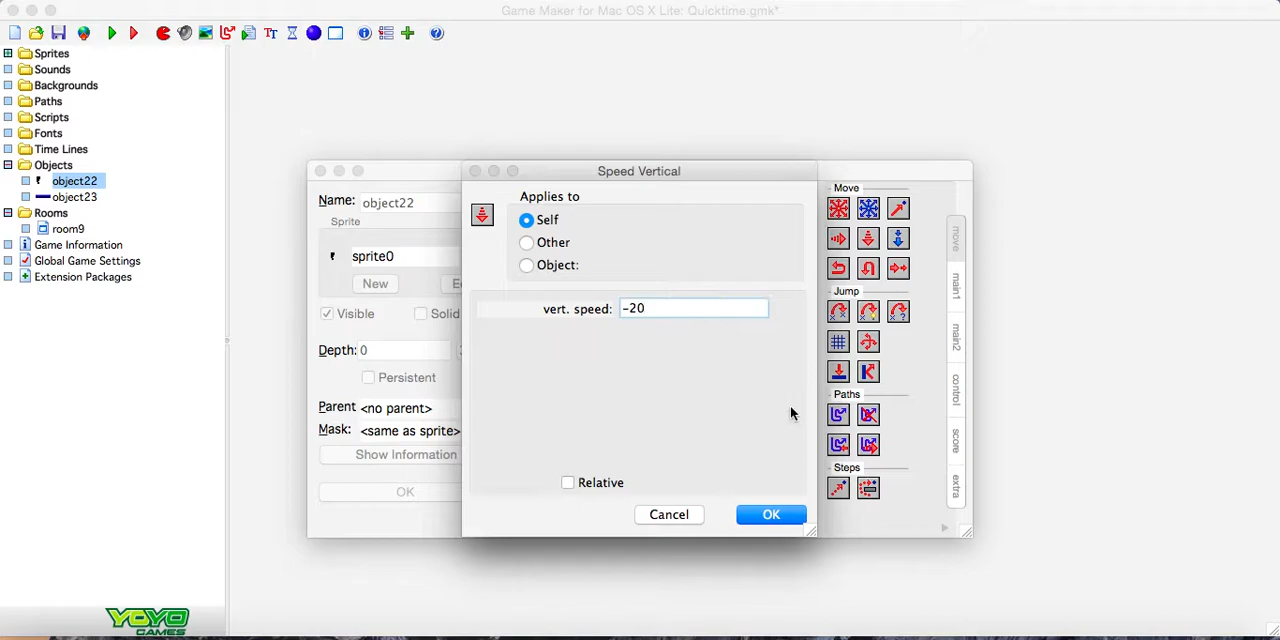 Game Maker for Mac OS X Lite: Quicktime.gmk*
Sprites
Sounds
Backgrounds
Paths
Scripts
Fonts
Time Lines
Objects
object22
object23
Rooms
room9
Game Information
Global Game Settings
Extension Packages
YOYO
GAMES
Name: object22
Sprite
sprite0
New
Visible
Solid
Depth: 0
Persistent
Parent <no parent>
Mask: <same as sprite>
Show Information
OK
Speed Vertical
Applies to
Self
Other
Object:
vert. speed: -20
Relative
Cancel
OK
Move
Jump
Paths
Steps
move
main1
main2
control
score
extra